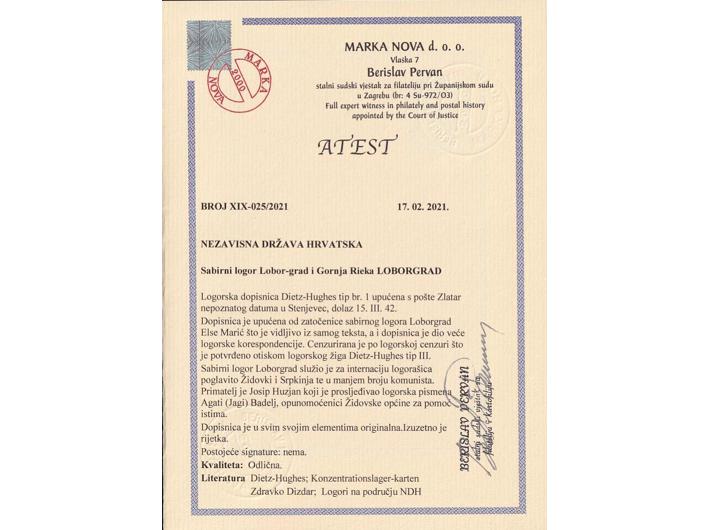 MARKA NOVA d. o. o.
Vlaska 7
Berislav Pervan
stalni sudski vještak za filateliju pri Županijskom sudu
u Zagrebu (br: 4 Su-972/03)
Full expert witness in philately and postal history
appointed by the Court of Justice
MARKA
2000
NOVA
ATEST
BROJ XIX-025/2021 17. 02. 2021.
NEZAVISNA DRŽAVA HRVATSKA
Sabirni logor Lobor-grad i Gornja Rieka LOBORGRAD
Logorska dopisnica Dietz-Hughes tip br. 1 upućena s pošte Zlatar
nepoznatog datuma u Stenjevec, dolaz 15. III. 42.
Dopisnica je upućena od zatočenice sabirnog logora Loborgrad
Else Marić što je vidljivo iz samog teksta, a i dopisnica je dio veće
logorske korespondencije. Cenzurirana je po logorskoj cenzuri što
je potvrđeno otiskom logorskog žiga Dietz-Hughes tip III.
Sabirni logor Loborgrad služio je za internaciju logorašica
poglavito Židovki i Srpkinja te u manjem broju komunista.
Primatelj je Josip Huzjan koji je prosljeđivao logorska pismena
Agati (Jagi) Badelj, opunomoćenici Židovske općine za pomoć
istima.
Dopisnica je u svim svojim elementima originalna.Izuzetno je
rijetka.
Postojeće signature: nema.
Kvaliteta: Odlična.
Literatura Dietz-Hughes; Konzentrationslager-karten
Zdravko Dizdar; Logori na području NDH
BERISLAV PERVAN
stalni sudski vještak za